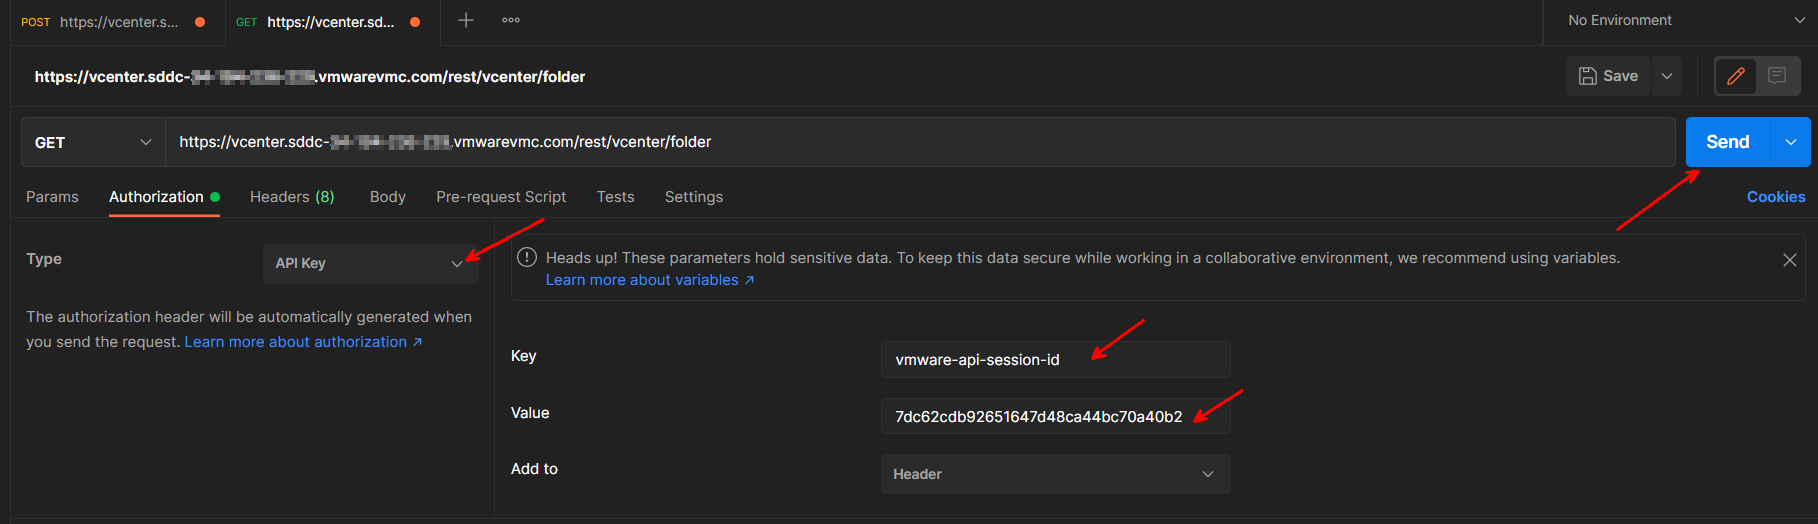 POST https://vcenter.s... GET https://vcenter.sd... No Environment
https://vcenter.sddc- .vmwarevmc.com/rest/vcenter/folder Save
GET https://vcenter.sddc- .vmwarevmc.com/rest/vcenter/folder Send
Params Authorization Headers (8) Body Pre-request Script Tests Settings Cookies
Type API Key
The authorization header will be automatically generated when
you send the request. Learn more about authorization ↗
Heads up! These parameters hold sensitive data. To keep this data secure while working in a collaborative environment, we recommend using variables.
Learn more about variables ↗
Key vmware-api-session-id
Value 7dc62cdb92651647d48ca44bc70a40b2
Add to Header